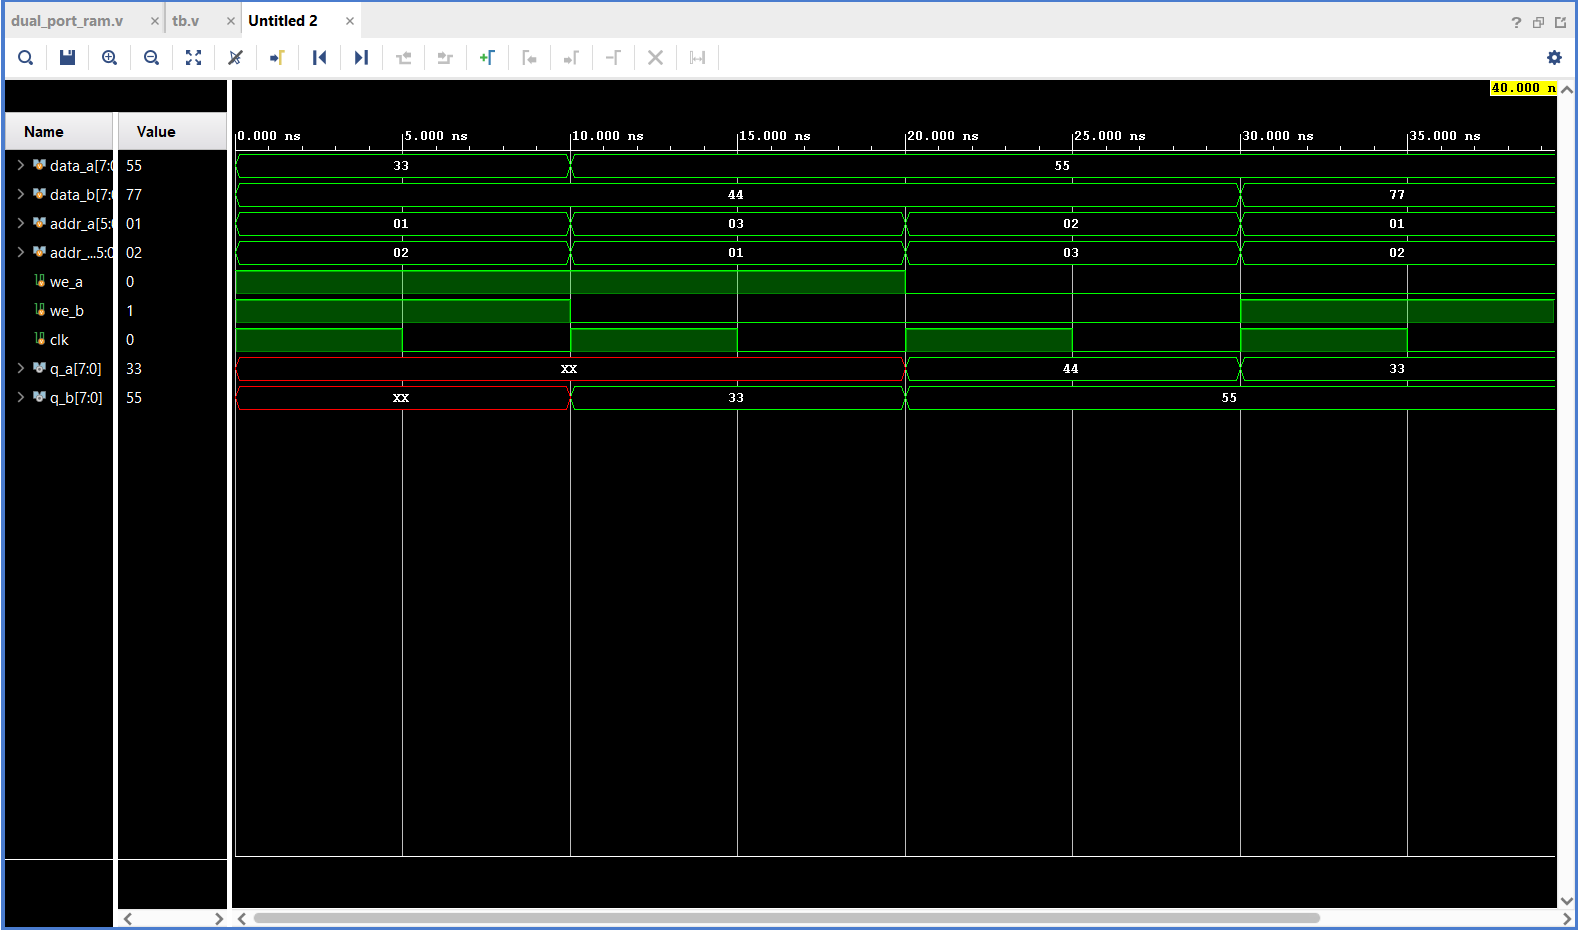 dual_port_ram.v × tb.v × Untitled 2 ×
?
40.000 n
Name Value
0.000 ns 5.000 ns 10.000 ns 15.000 ns 20.000 ns 25.000 ns 30.000 ns 35.000 ns
data_a[7:0 55 33 55
data_b[7:0 77 44 77
addr_a[5:0 01 01 03 02 01
addr_...5:0 02 02 01 03 02
we_a 0
we_b 1
clk 0
q_a[7:0] 33 XX 44 33
q_b[7:0] 55 XX 33 55